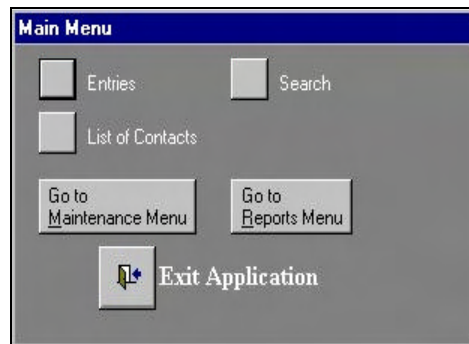 Main Menu
Entries
Search
List of Contacts
Go to
Maintenance Menu
Go to
Reports Menu
Exit Application